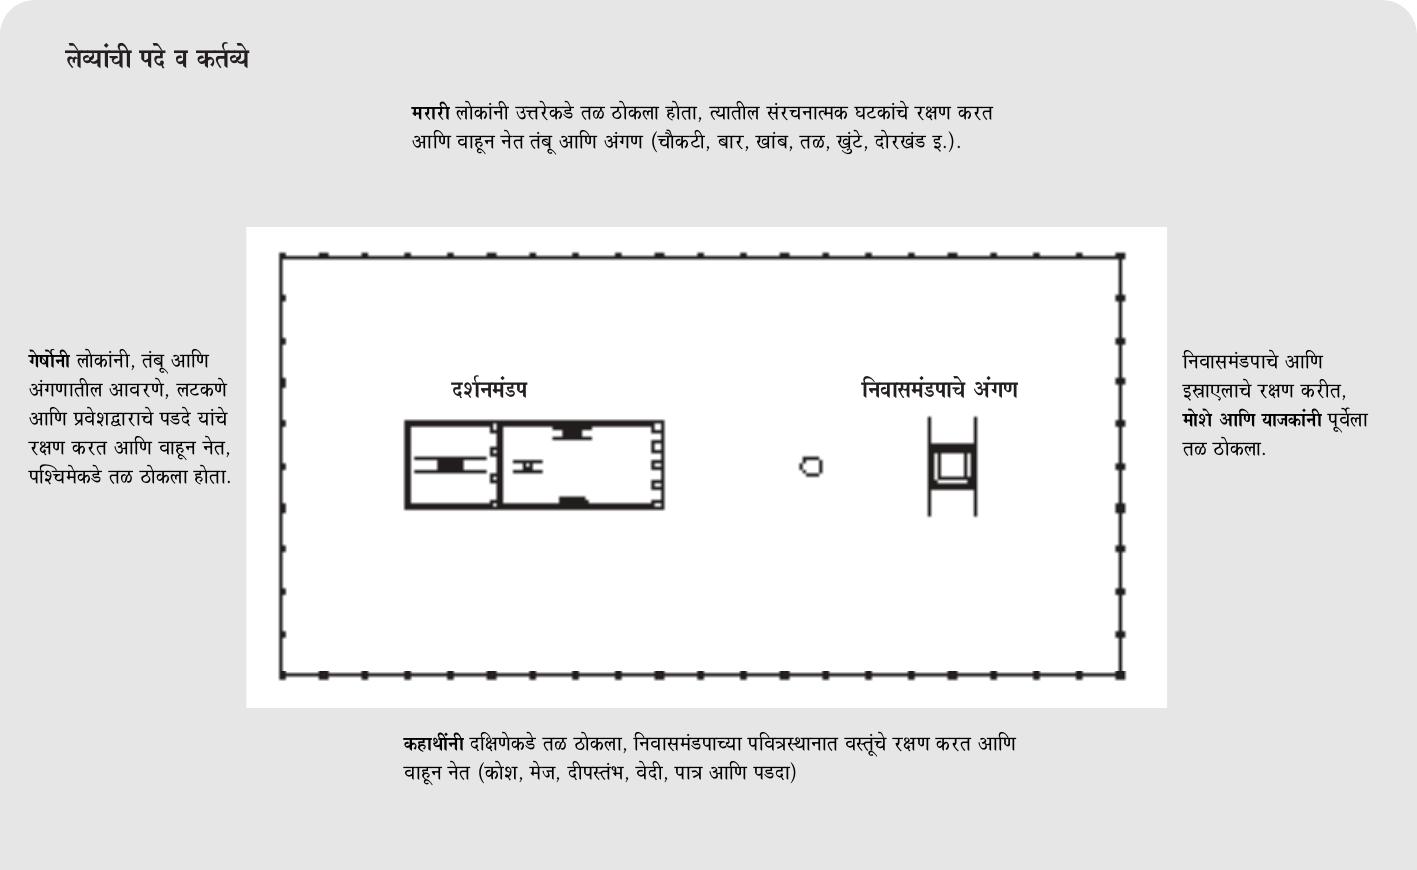 लेव्यांची पदे व कर्तव्ये
मरारी लोकांनी उत्तरेकडे तळ ठोकला होता, त्यातील संरचनात्मक घटकांचे रक्षण करत
आणि वाहून नेत तंबू आणि अंगण (चौकटी, बार, खांब, तळ, खुंटे, दोरखंड इ.).
गेर्षोनी लोकांनी, तंबू आणि
अंगणातील आवरणे, लटकणे
आणि प्रवेशद्वाराचे पडदे यांचे
रक्षण करत आणि वाहून नेत,
पश्चिमेकडे तळ ठोकला होता.
दर्शनमंडप
निवासमंडपाचे अंगण
निवासमंडपाचे आणि
इस्राएलाचे रक्षण करीत,
मोशे आणि याजकांनी पूर्वेला
तळ ठोकला.
कहाथींनी दक्षिणेकडे तळ ठोकला, निवासमंडपाच्या पवित्रस्थानात वस्तूंचे रक्षण करत आणि
वाहून नेत (कोश, मेज, दीपस्तंभ, वेदी, पात्र आणि पडदा)